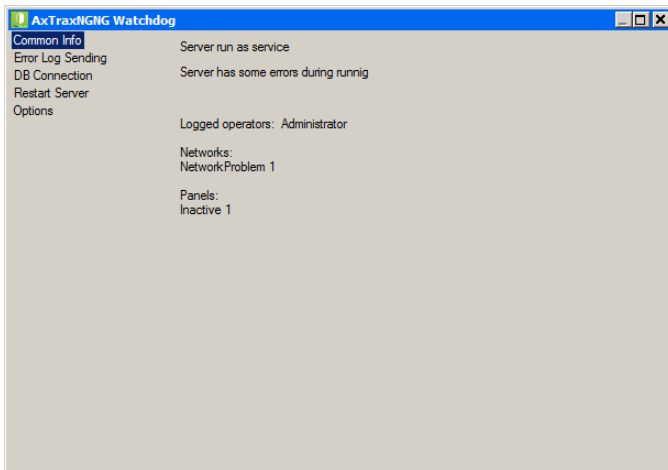 AxTraxNGNG Watchdog
Common Info
Error Log Sending
DB Connection
Restart Server
Options
Server run as service
Server has some errors during runnig
Logged operators: Administrator
Networks:
NetworkProblem 1
Panels:
Inactive 1